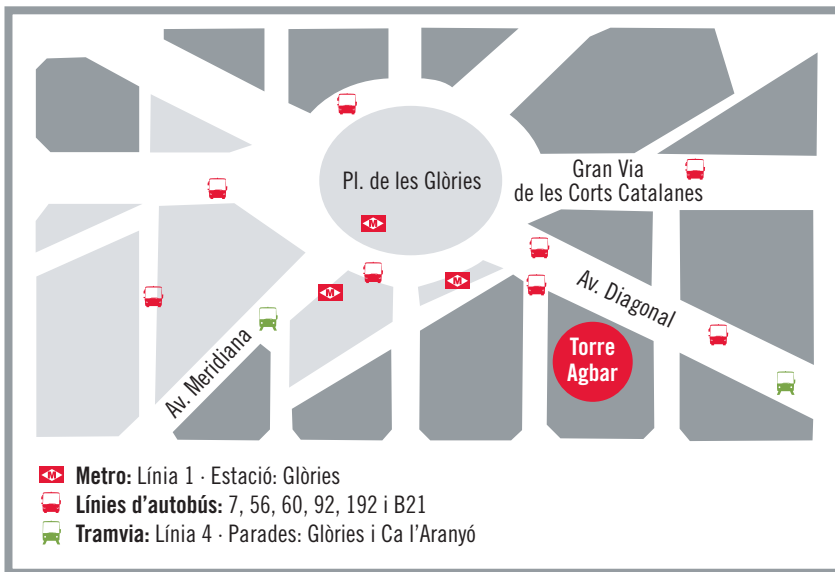 Pl. de les Glòries
Gran Via
de les Corts Catalanes
M
M
M
Av. Diagonal
Av. Meridiana
Torre
Agbar
M Metro: Línia 1 · Estació: Glòries
Línies d’autobús: 7, 56, 60, 92, 192 i B21
Tramvia: Línia 4 · Parades: Glòries i Ca l’Aranyó